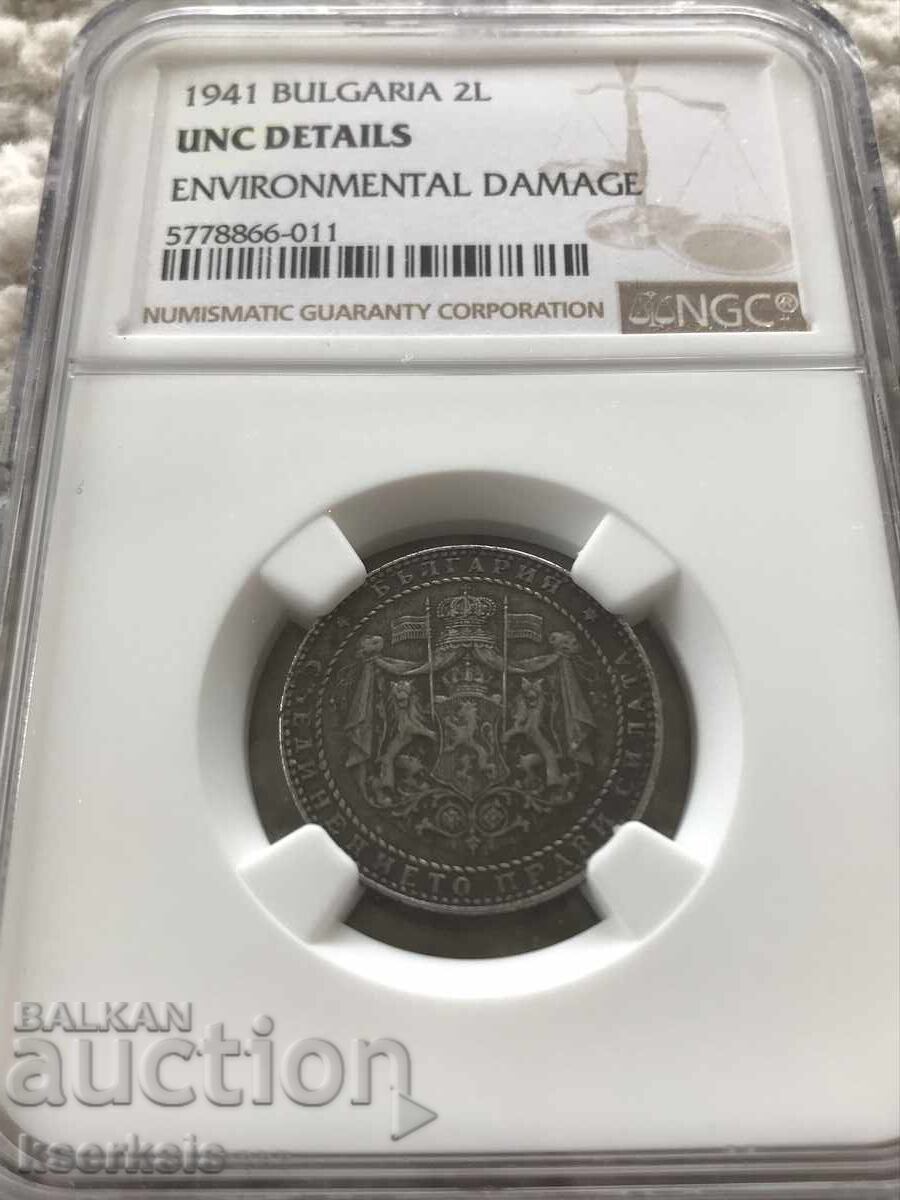 1941 BULGARIA 2L
UNC DETAILS
ENVIRONMENTAL DAMAGE
5778866-011
NUMISMATIC GUARANTY CORPORATION
NGC®
* БЪЛГАРИЯ *
СЪЕДИНЕНИЕТО ПРАВИ СИЛАТА
BALKAN
auction
kserksis